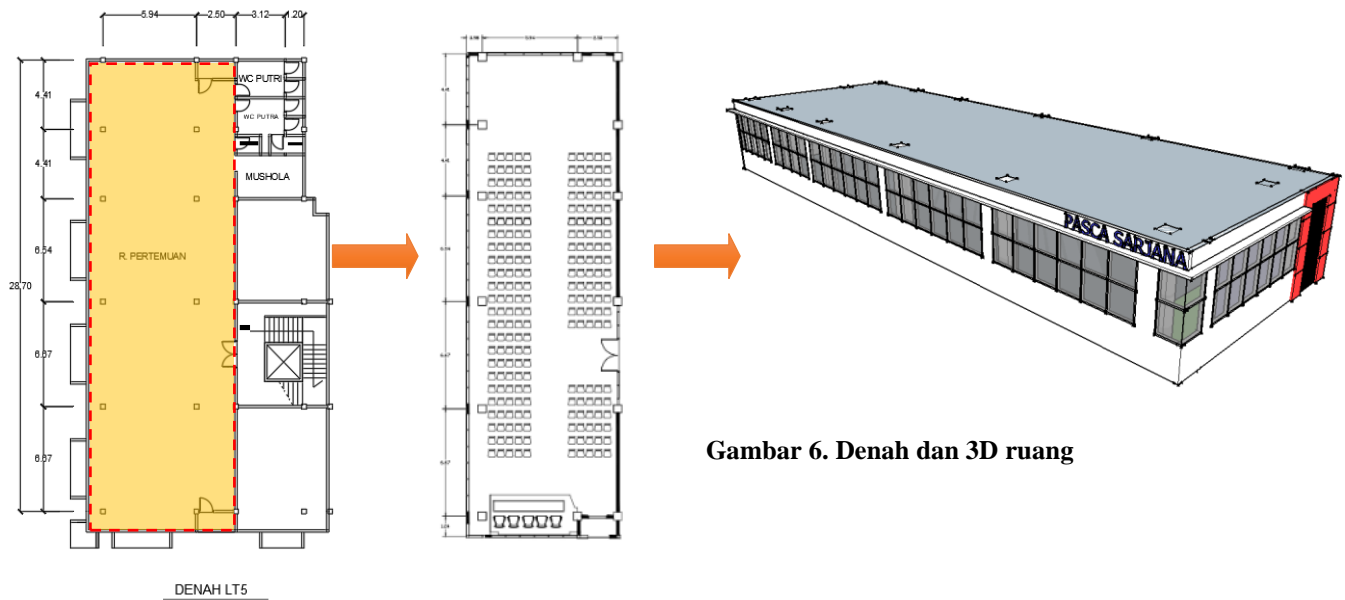 5.94 2.50 3.12 1.20
4.41
4.41
6.54
28.70
6.67
6.67
WC PUTRI
WC PUTRA
MUSHOLA
R. PERTEMUAN
DENAH LT5
PASCA SARJANA
Gambar 6. Denah dan 3D ruang